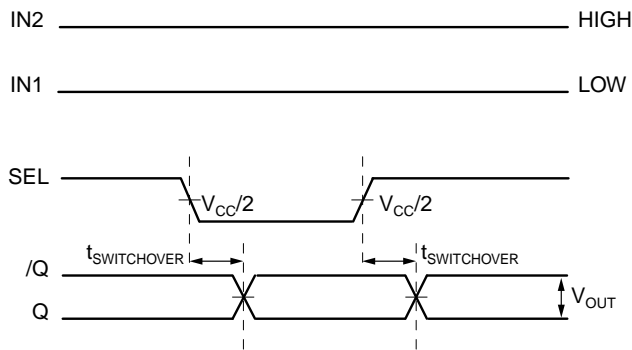 IN2 HIGH
IN1 LOW
SEL
V_CC/2 V_CC/2
t_SWITCHOVER t_SWITCHOVER
/Q
V_OUT
Q